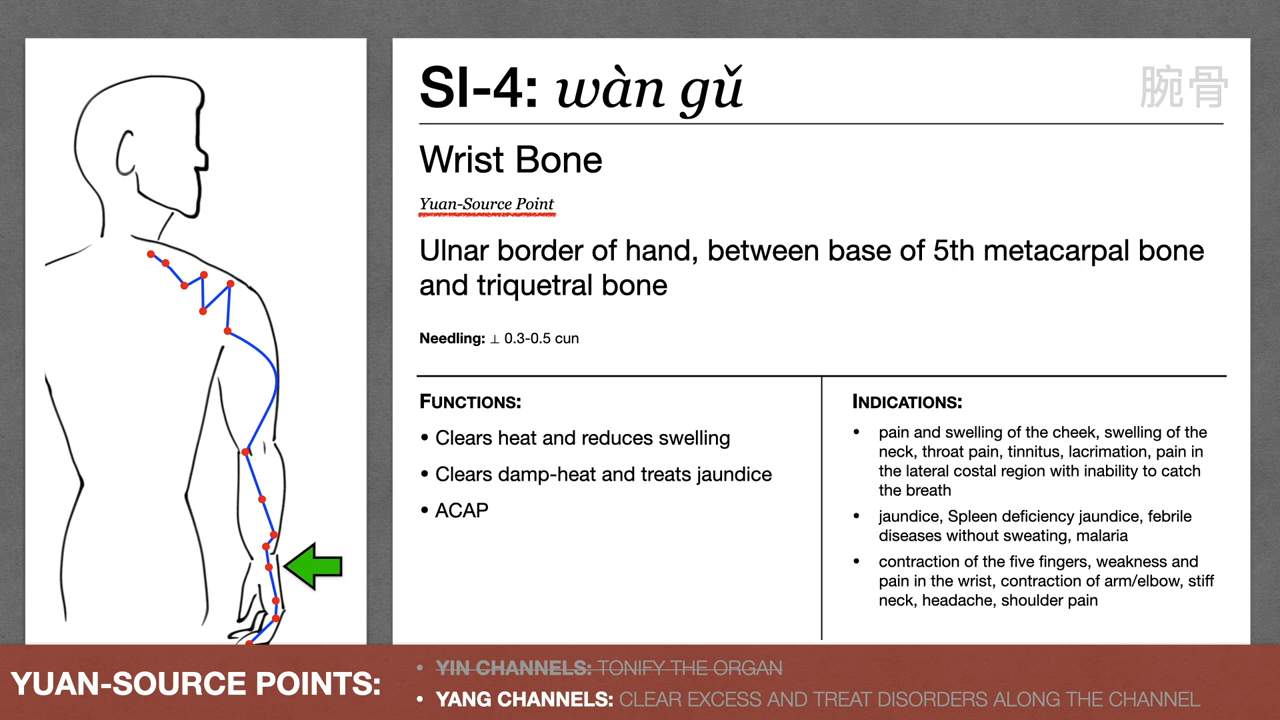 SI-4: wàn gǔ
腕骨
Wrist Bone
Yuan-Source Point
Ulnar border of hand, between base of 5th metacarpal bone
and triquetral bone
Needling: ⊥ 0.3-0.5 cun
FUNCTIONS:
• Clears heat and reduces swelling
• Clears damp-heat and treats jaundice
• ACAP
INDICATIONS:
• pain and swelling of the cheek, swelling of the
neck, throat pain, tinnitus, lacrimation, pain in
the lateral costal region with inability to catch
the breath
• jaundice, Spleen deficiency jaundice, febrile
diseases without sweating, malaria
• contraction of the five fingers, weakness and
pain in the wrist, contraction of arm/elbow, stiff
neck, headache, shoulder pain
YUAN-SOURCE POINTS:
• YIN CHANNELS: TONIFY THE ORGAN
• YANG CHANNELS: CLEAR EXCESS AND TREAT DISORDERS ALONG THE CHANNEL